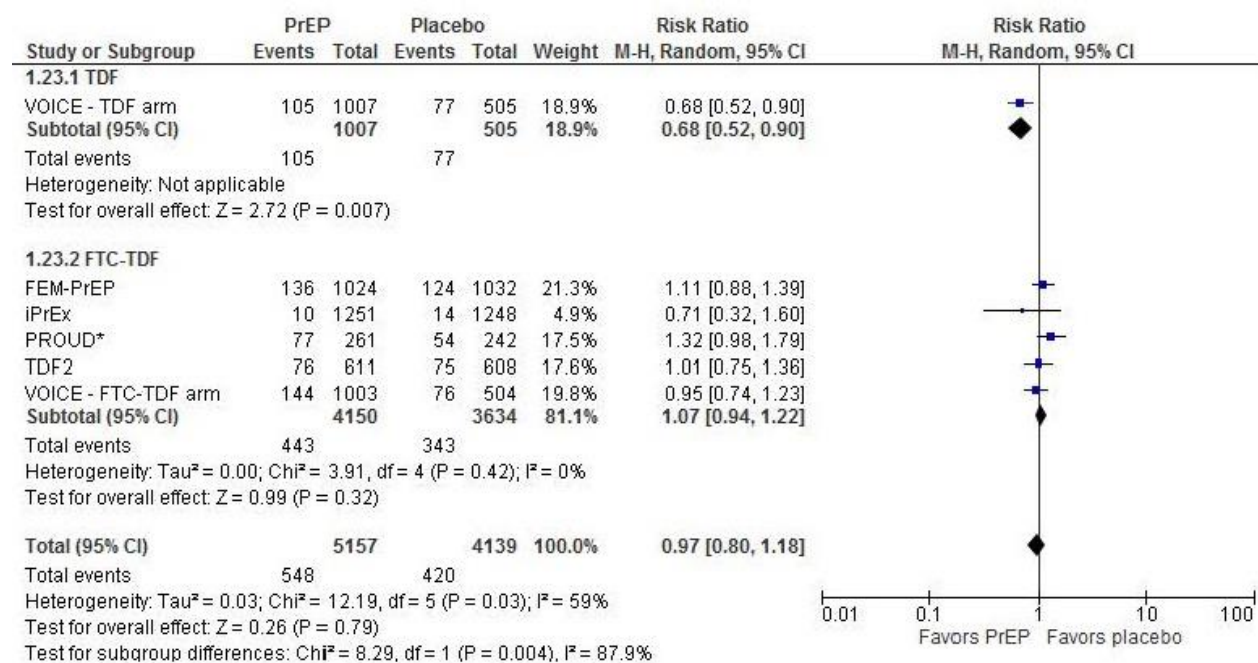 PrEP Placebo Risk Ratio Risk Ratio
Study or Subgroup Events Total Events Total Weight M-H, Random, 95% CI M-H, Random, 95% CI
1.23.1 TDF
VOICE - TDF arm 105 1007 77 505 18.9% 0.68 [0.52, 0.90]
Subtotal (95% CI) 1007 505 18.9% 0.68 [0.52, 0.90]
Total events 105 77
Heterogeneity: Not applicable
Test for overall effect: Z = 2.72 (P = 0.007)
1.23.2 FTC-TDF
FEM-PrEP 136 1024 124 1032 21.3% 1.11 [0.88, 1.39]
iPrEx 10 1251 14 1248 4.9% 0.71 [0.32, 1.60]
PROUD* 77 261 54 242 17.5% 1.32 [0.98, 1.79]
TDF2 76 611 75 608 17.6% 1.01 [0.75, 1.36]
VOICE - FTC-TDF arm 144 1003 76 504 19.8% 0.95 [0.74, 1.23]
Subtotal (95% CI) 4150 3634 81.1% 1.07 [0.94, 1.22]
Total events 443 343
Heterogeneity: Tau² = 0.00; Chi² = 3.91, df = 4 (P = 0.42); I² = 0%
Test for overall effect: Z = 0.99 (P = 0.32)
Total (95% CI) 5157 4139 100.0% 0.97 [0.80, 1.18]
Total events 548 420
Heterogeneity: Tau² = 0.03; Chi² = 12.19, df = 5 (P = 0.03); I² = 59%
Test for overall effect: Z = 0.26 (P = 0.79)
Test for subgroup differences: Chi² = 8.29, df = 1 (P = 0.004), I² = 87.9%
0.01 0.1 1 10 100
Favors PrEP Favors placebo